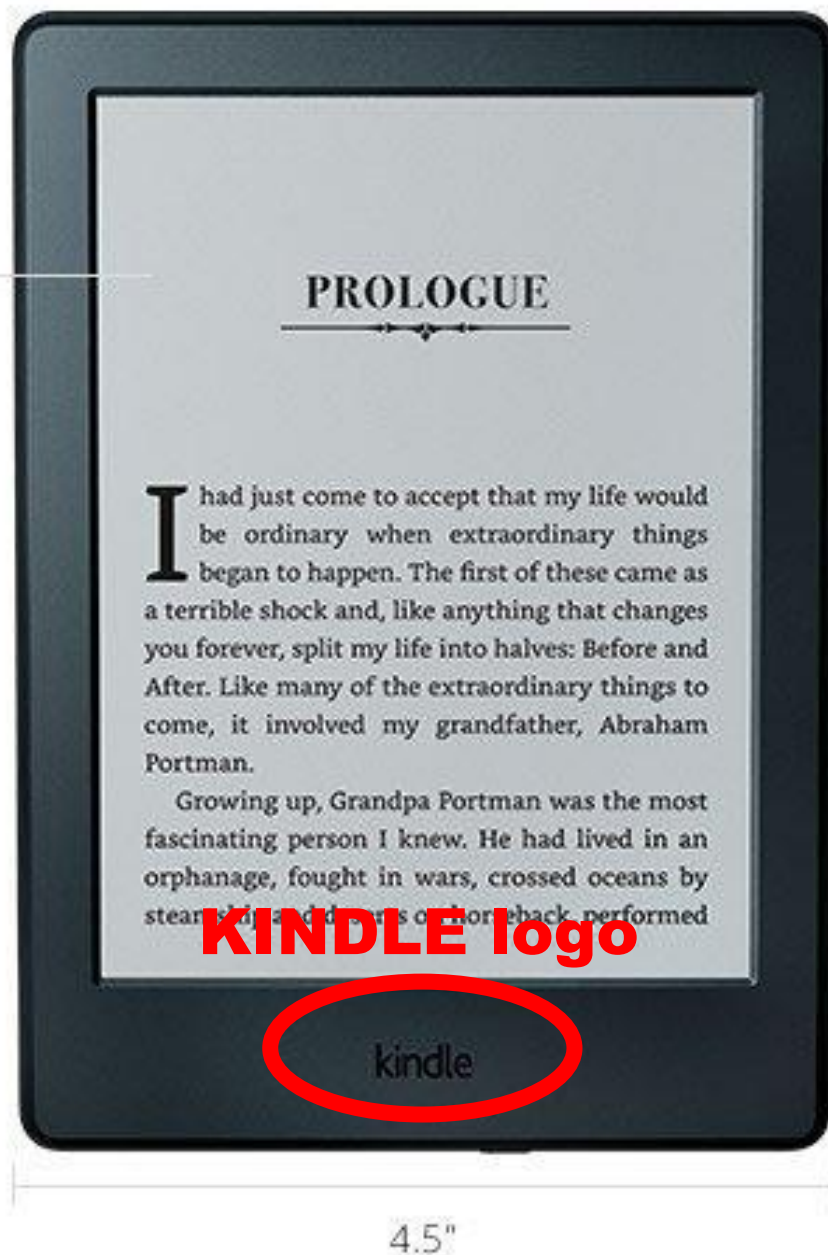 PROLOGUE
I had just come to accept that my life would
be ordinary when extraordinary things
began to happen. The first of these came as
a terrible shock and, like anything that changes
you forever, split my life into halves: Before and
After. Like many of the extraordinary things to
come, it involved my grandfather, Abraham
Portman.
Growing up, Grandpa Portman was the most
fascinating person I knew. He had lived in an
orphanage, fought in wars, crossed oceans by
performed
KINDLE logo
kindle
4.5"